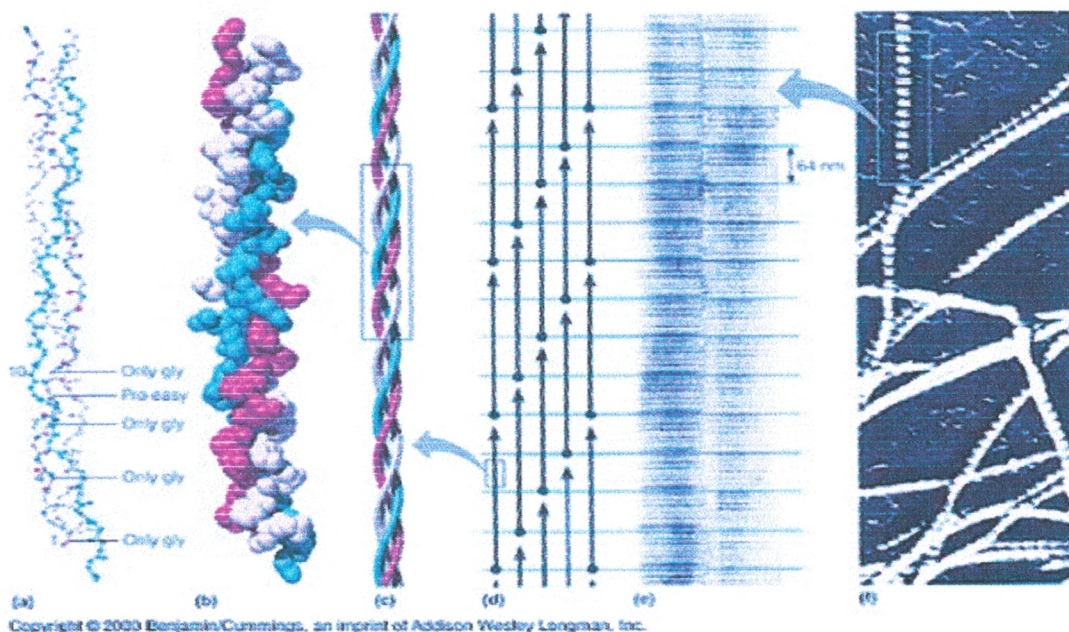 64 nm
10
Only gly
Pro easy
Only gly
Only gly
1
Only gly
(a)
(b)
(c)
(d)
(e)
(f)
Copyright © 2000 Benjamin/Cummings, an imprint of Addison Wesley Longman, Inc.